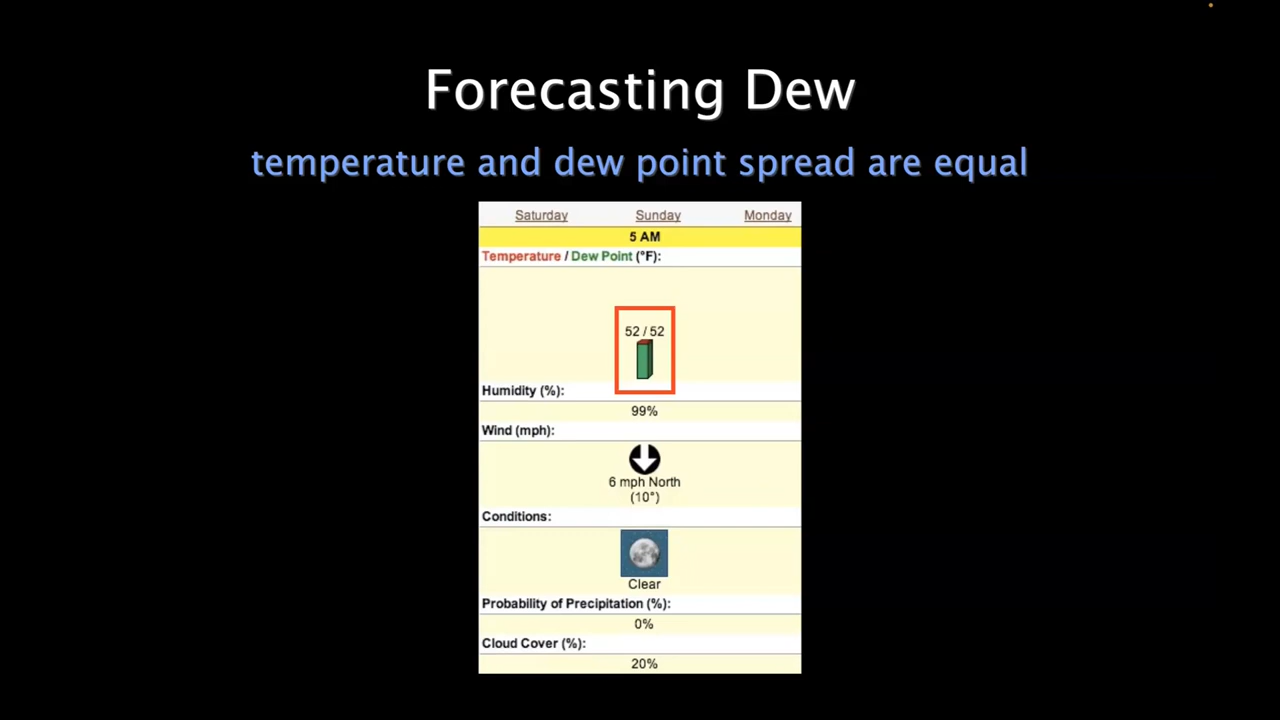 Forecasting Dew
temperature and dew point spread are equal
Saturday Sunday Monday
5 AM
Temperature / Dew Point (°F):
52 / 52
Humidity (%):
99%
Wind (mph):
6 mph North
(10°)
Conditions:
Clear
Probability of Precipitation (%):
0%
Cloud Cover (%):
20%